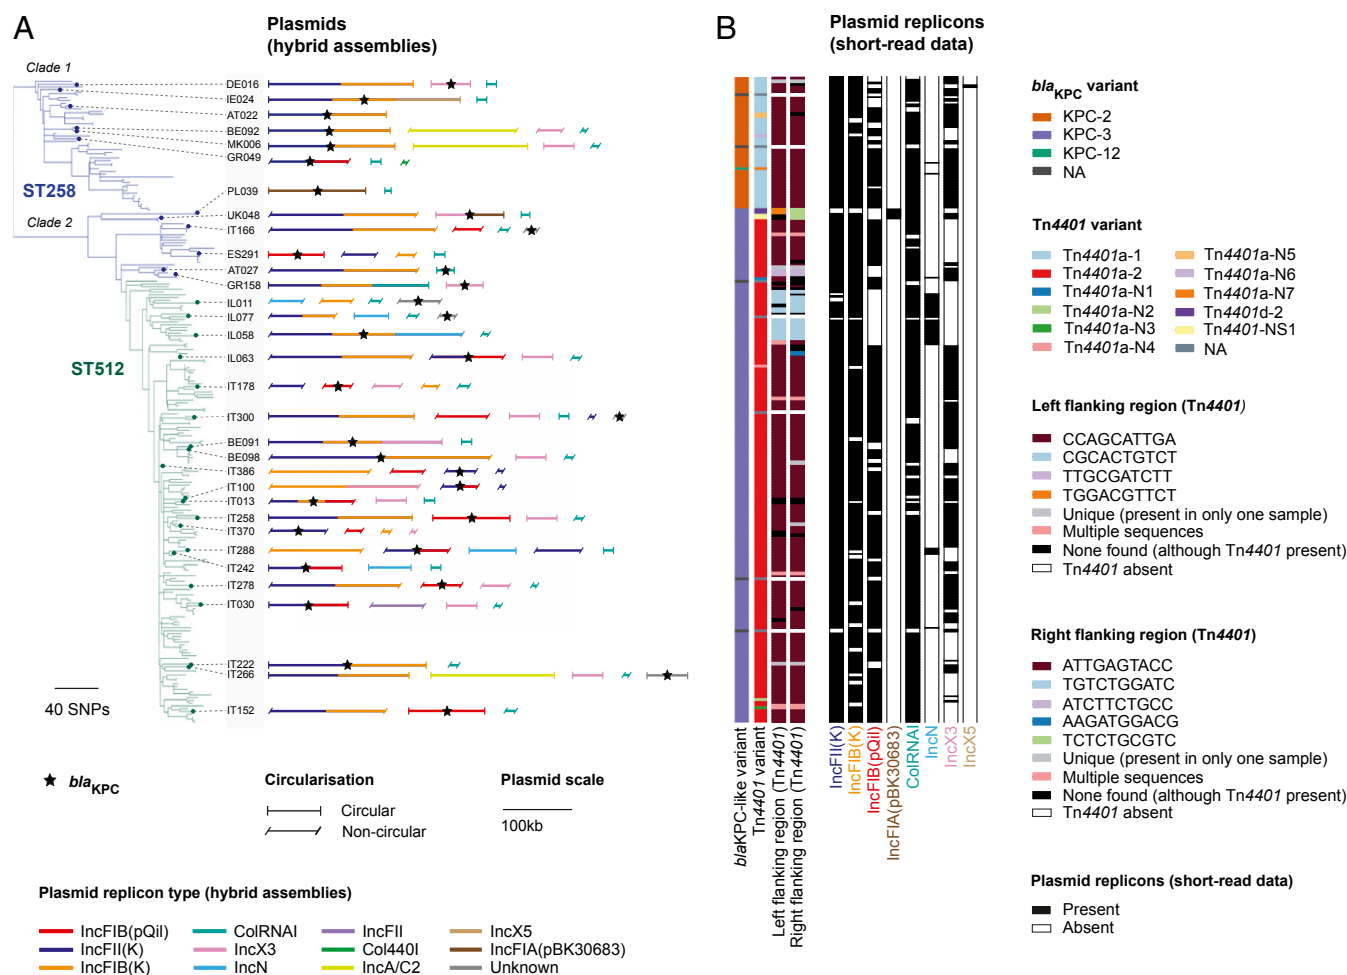 A
Plasmids
(hybrid assemblies)
Clade 1
DE016
IE024
AT022
BE092
MK006
GR049
ST258
PL039
Clade 2
UK048
IT166
ES291
AT027
GR158
IL011
IL077
IL058
ST512
IL063
IT178
IT300
BE091
BE098
IT386
IT100
IT013
IT258
IT370
IT288
IT242
IT278
IT030
IT222
IT266
IT152
40 SNPs
★ blaKPC
Circularisation
Circular
Non-circular
Plasmid scale
100kb
Plasmid replicon type (hybrid assemblies)
IncFIB(pQil)
IncFII(K)
IncFIB(K)
ColRNAI
IncX3
IncN
IncFII
Col440I
IncA/C2
IncX5
IncFIA(pBK30683)
Unknown
B
Plasmid replicons
(short-read data)
blaKPC-like variant
Tn4401 variant
Left flanking region (Tn4401)
Right flanking region (Tn4401)
IncFII(K)
IncFIB(K)
IncFIB(pQil)
IncFIA(pBK30683)
ColRNAI
IncN
IncX3
IncX5
blaKPC variant
KPC-2
KPC-3
KPC-12
NA
Tn4401 variant
Tn4401a-1
Tn4401a-2
Tn4401a-N1
Tn4401a-N2
Tn4401a-N3
Tn4401a-N4
Tn4401a-N5
Tn4401a-N6
Tn4401a-N7
Tn4401d-2
Tn4401-NS1
NA
Left flanking region (Tn4401)
CCAGCATTGA
CGCACTGTCT
TTGCGATCTT
TGGACGTTCT
Unique (present in only one sample)
Multiple sequences
None found (although Tn4401 present)
Tn4401 absent
Right flanking region (Tn4401)
ATTGAGTACC
TGTCTGGATC
ATCTTCTGCC
AAGATGGACG
TCTCTGCGTC
Unique (present in only one sample)
Multiple sequences
None found (although Tn4401 present)
Tn4401 absent
Plasmid replicons (short-read data)
Present
Absent